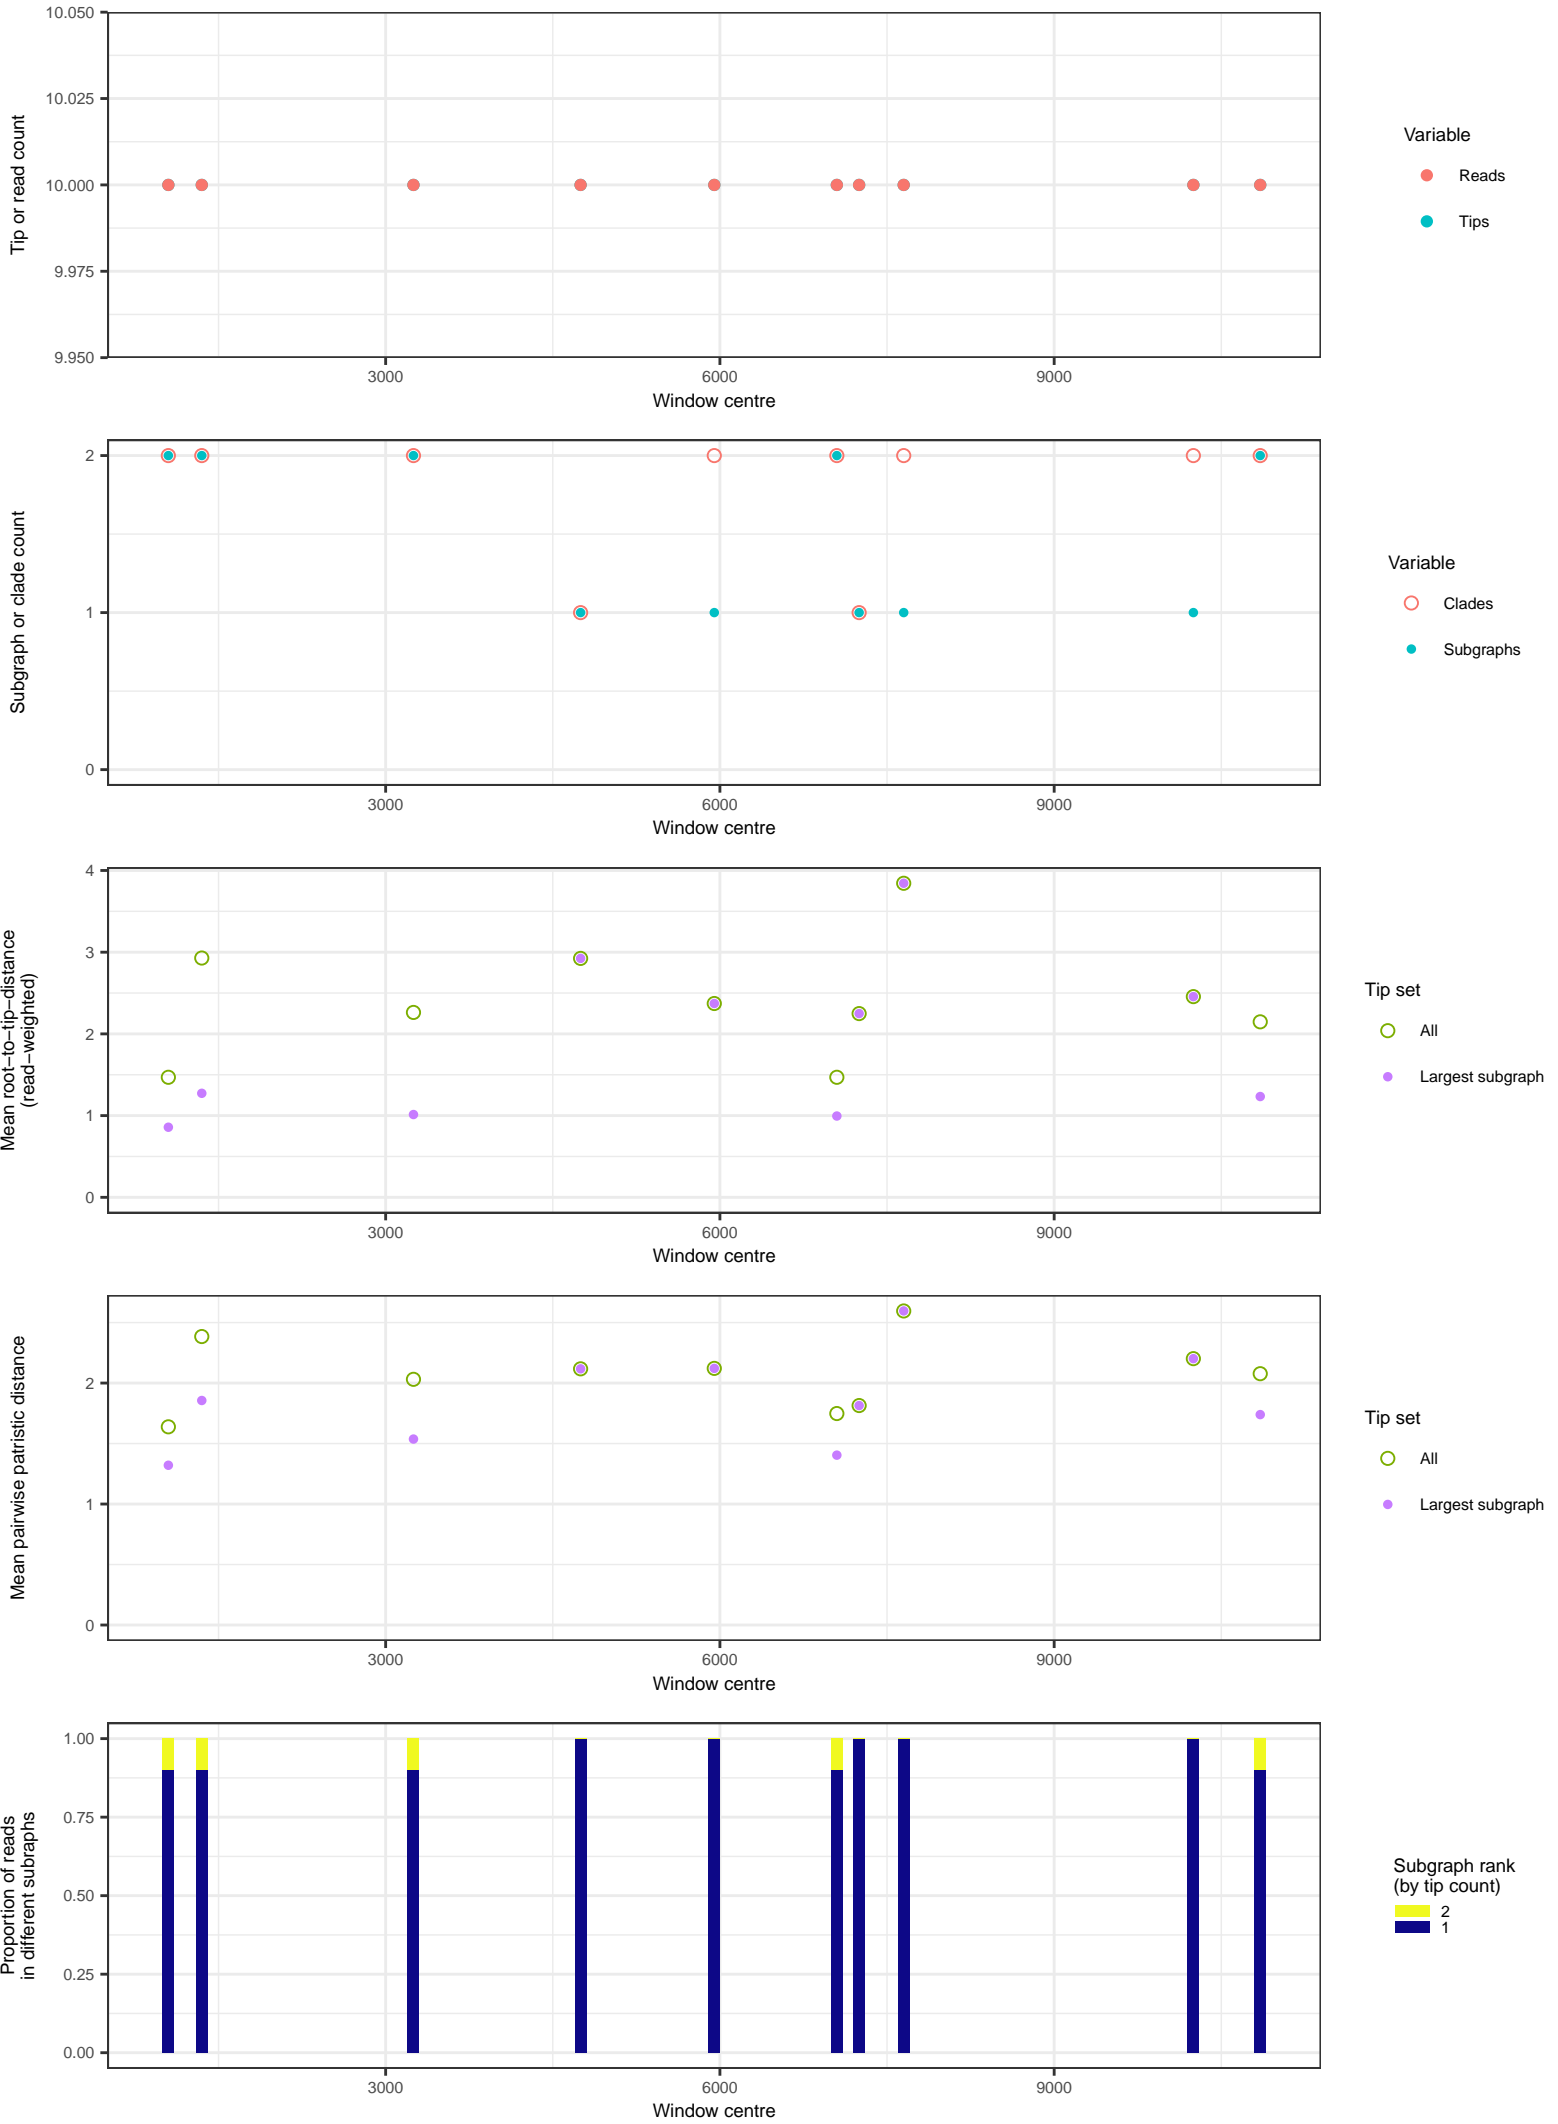 10.050
10.025
10.000
9.975
9.950
Tip or read count
3000
6000
9000
Window centre
Variable
Reads
Tips
2
1
0
Subgraph or clade count
3000
6000
9000
Window centre
Variable
Clades
Subgraphs
4
3
2
1
0
Mean root−to−tip−distance
(read−weighted)
3000
6000
9000
Window centre
Tip set
All
Largest subgraph
2
1
0
Mean pairwise patristic distance
3000
6000
9000
Window centre
Tip set
All
Largest subgraph
1.00
0.75
0.50
0.25
0.00
Proportion of reads
in different subraphs
3000
6000
9000
Window centre
Subgraph rank
(by tip count)
2
1